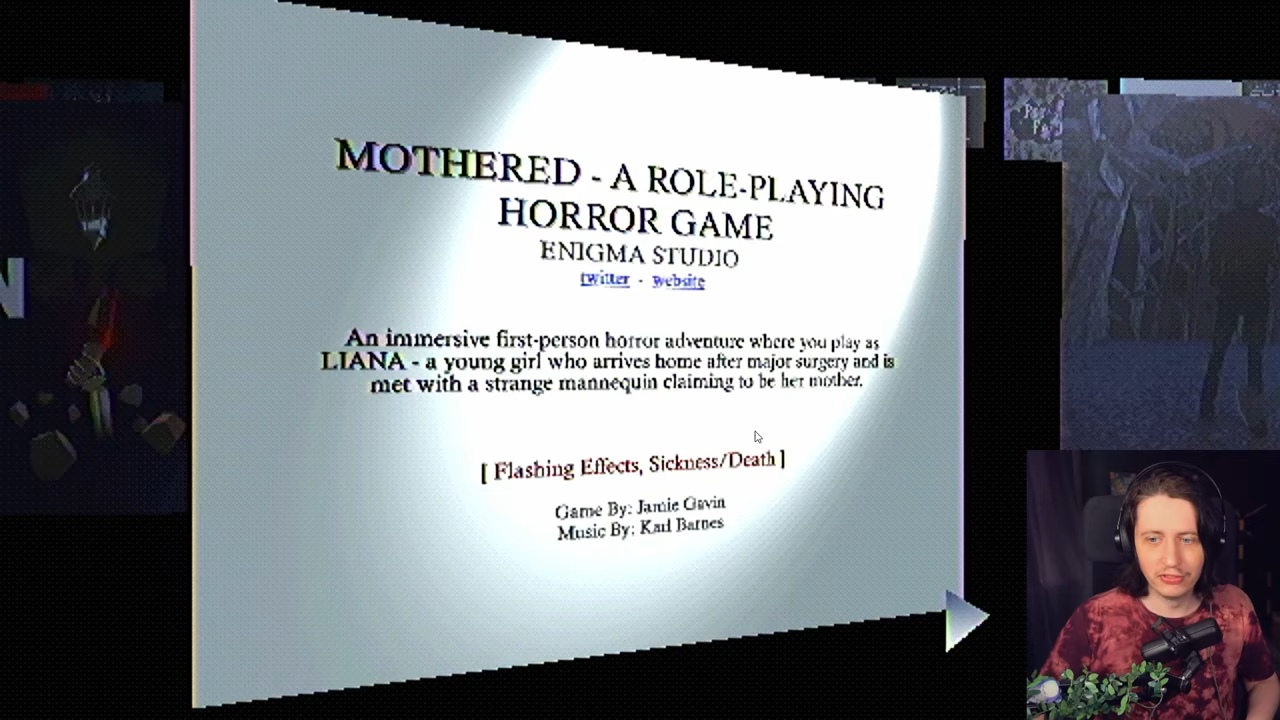 MOTHERED - A ROLE-PLAYING
HORROR GAME
ENIGMA STUDIO
twitter - website
An immersive first-person horror adventure where you play as
LIANA - a young girl who arrives home after major surgery and is
met with a strange mannequin claiming to be her mother.
[ Flashing Effects, Sickness/Death ]
Game By: Jamie Gavin
Music By: Karl Barnes
N